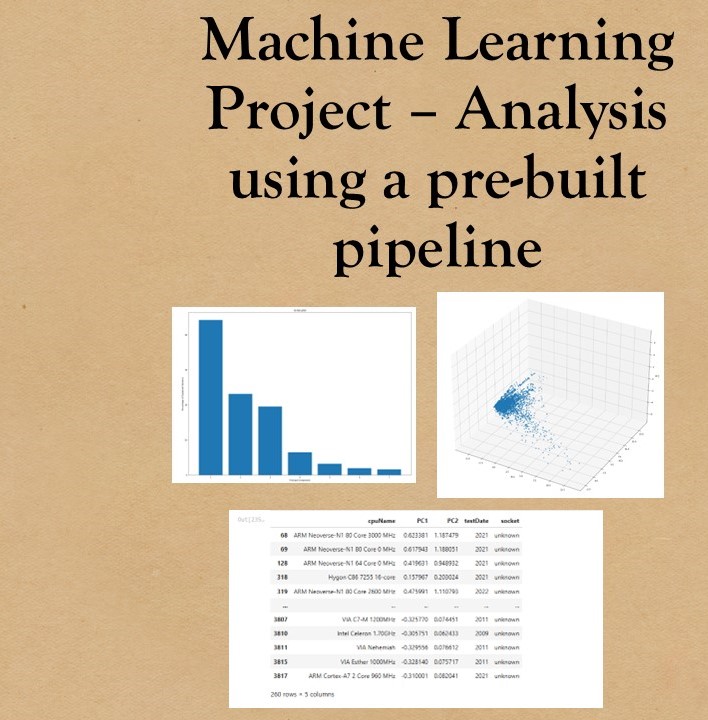 Machine Learning
Project – Analysis
using a pre-built
pipeline
cpuName PC1 PC2 testDate socket
68 ARM Neoverse-N1 80 Core 3000 MHz 0.623381 1.187479 2021 unknown
69 ARM Neoverse-N1 80 Core 0 MHz 0.617943 1.188051 2021 unknown
128 ARM Neoverse-N1 64 Core 0 MHz 0.419631 0.948932 2021 unknown
318 Hygon C86 7255 16-core 0.157967 0.200024 2021 unknown
319 ARM Neoverse-N1 80 Core 2600 MHz 0.475991 1.110793 2022 unknown
... ... ... ... ... ...
3807 VIA C7-M 1200MHz -0.325770 0.074451 2011 unknown
3810 Intel Celeron 1.70GHz -0.305751 0.062433 2009 unknown
3811 VIA Nehemiah -0.329556 0.076612 2011 unknown
3815 VIA Esther 1000MHz -0.328140 0.075717 2011 unknown
3817 ARM Cortex-A7 2 Core 960 MHz -0.310001 0.082041 2021 unknown
260 rows × 5 columns